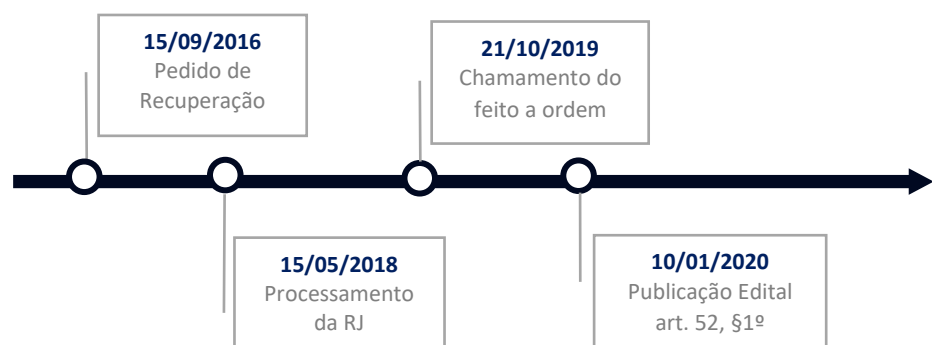 15/09/2016
Pedido de
Recuperação
21/10/2019
Chamamento do
feito a ordem
15/05/2018
Processamento
da RJ
10/01/2020
Publicação Edital
art. 52, §1º